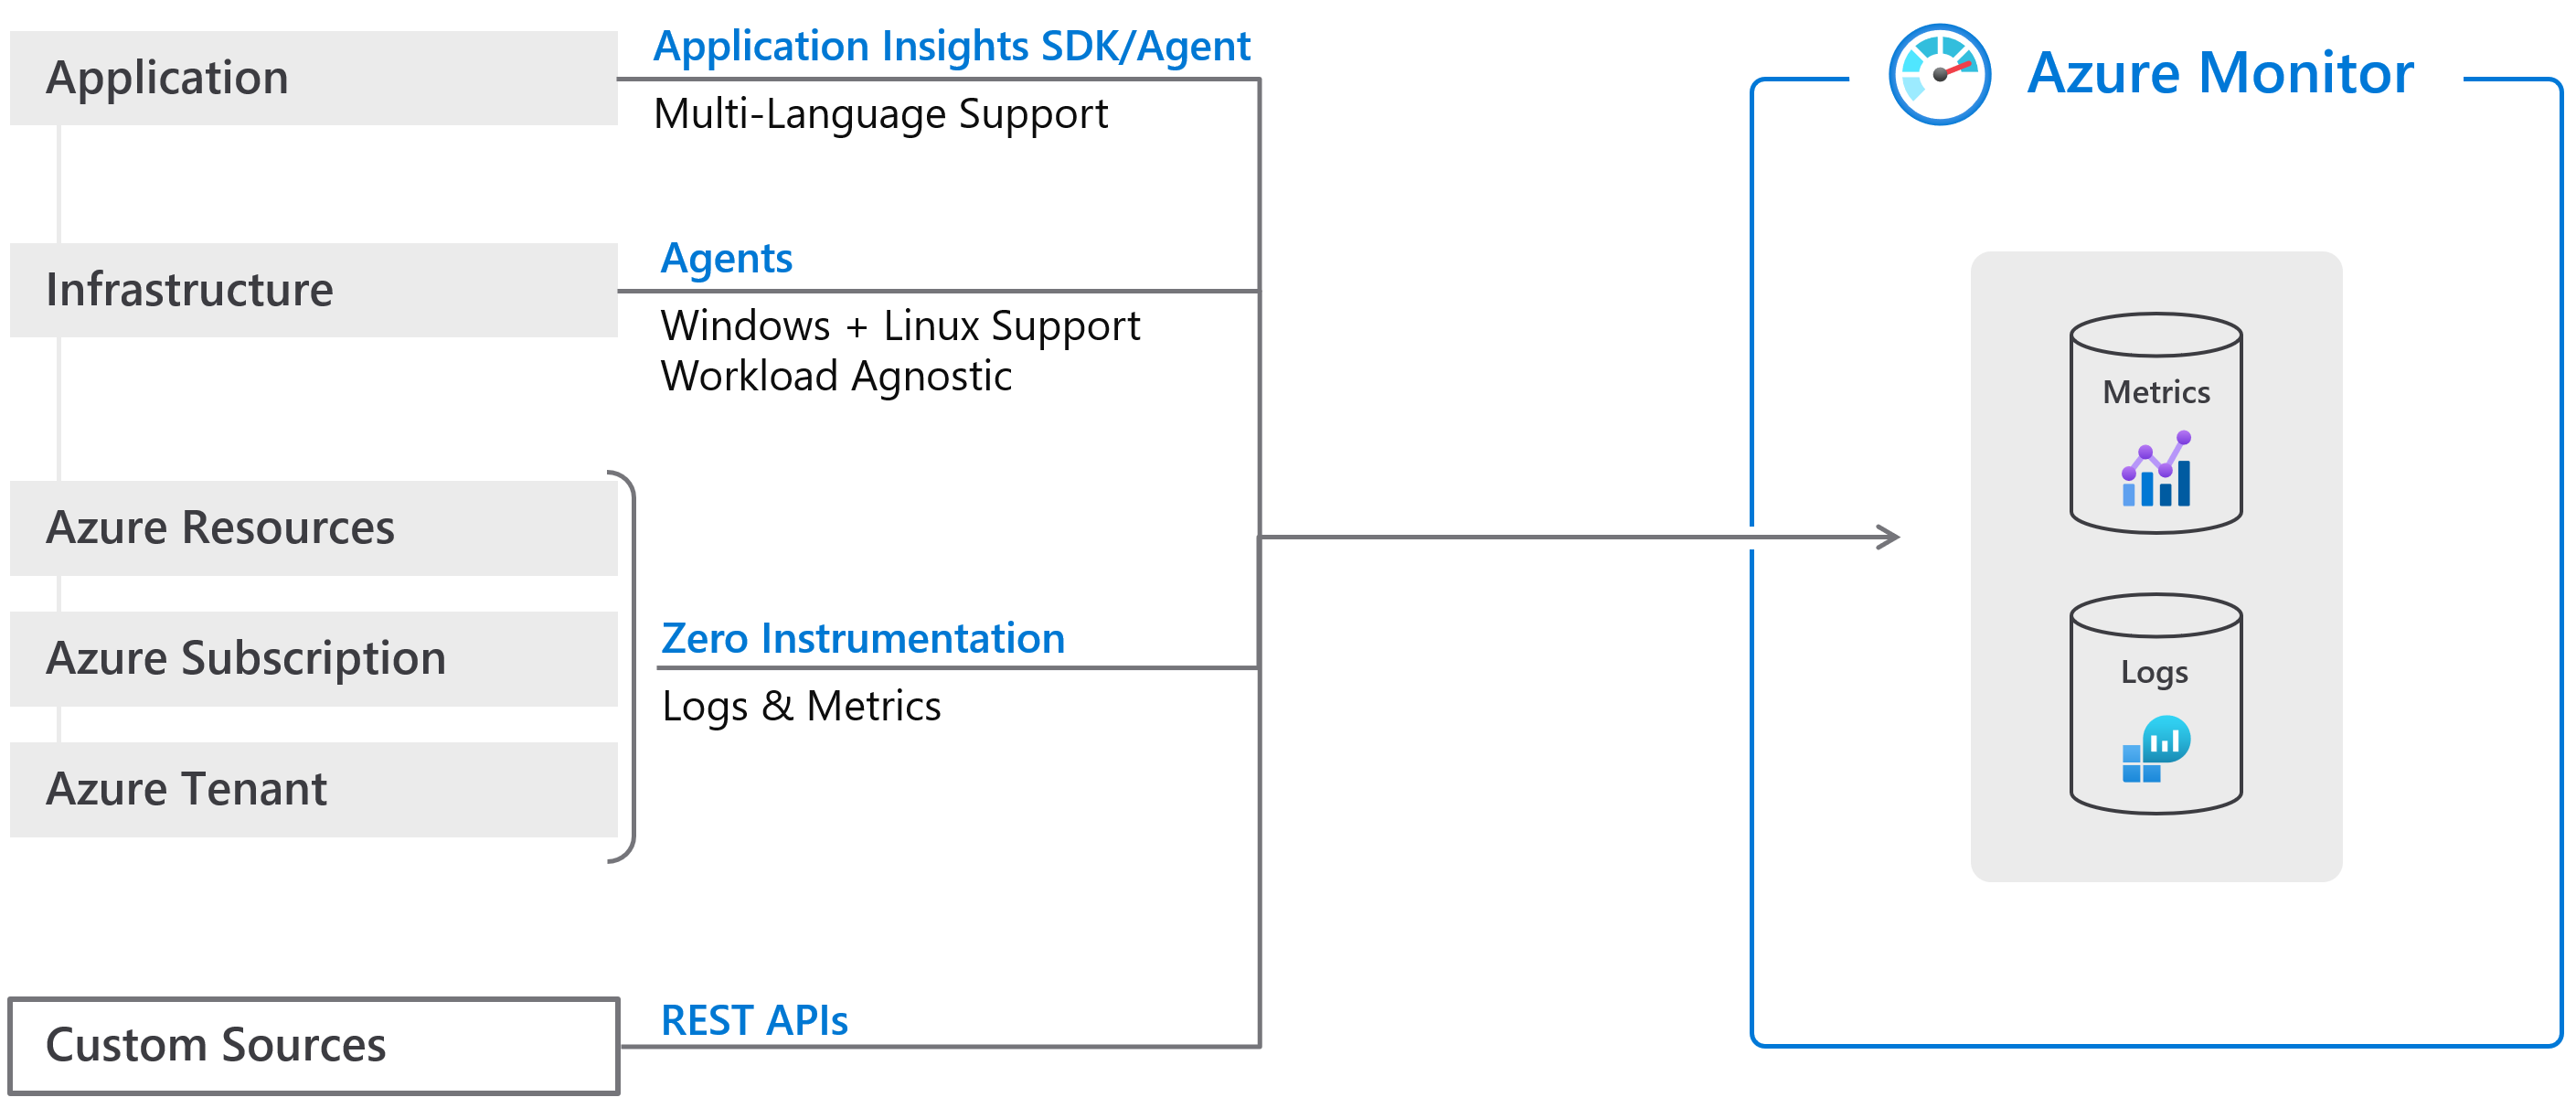 Application
Application Insights SDK/Agent
Multi-Language Support
Infrastructure
Agents
Windows + Linux Support
Workload Agnostic
Azure Resources
Azure Subscription
Azure Tenant
Zero Instrumentation
Logs & Metrics
Custom Sources
REST APIs
Azure Monitor
Metrics
Logs